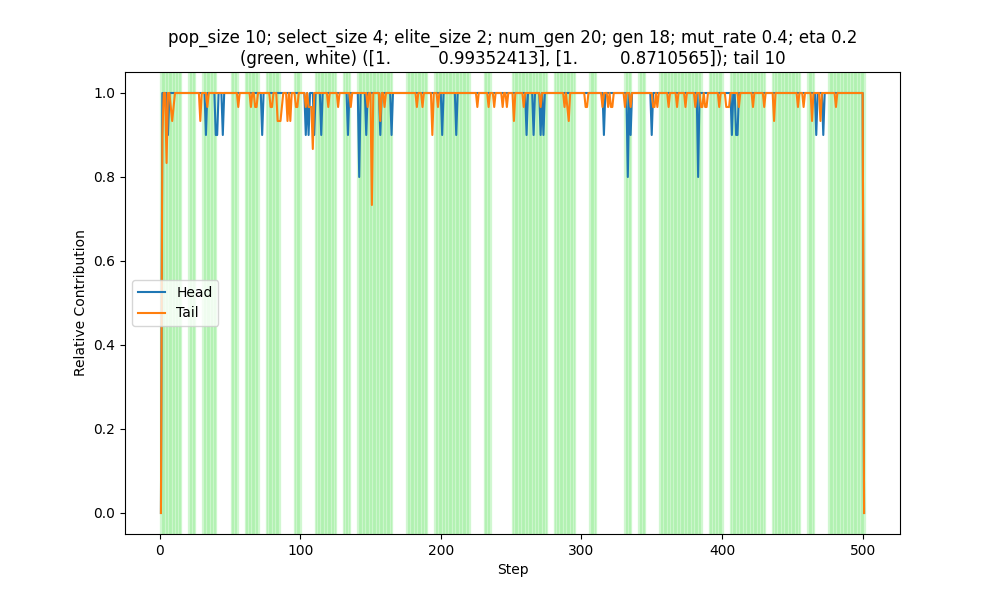 pop_size 10; select_size 4; elite_size 2; num_gen 20; gen 18; mut_rate 0.4; eta 0.2
(green, white) ([1.          0.99352413], [1.         0.8710565]); tail 10
1.0
0.8
0.6
0.4
0.2
0.0
Relative Contribution
Head
Tail
0
100
200
300
400
500
Step